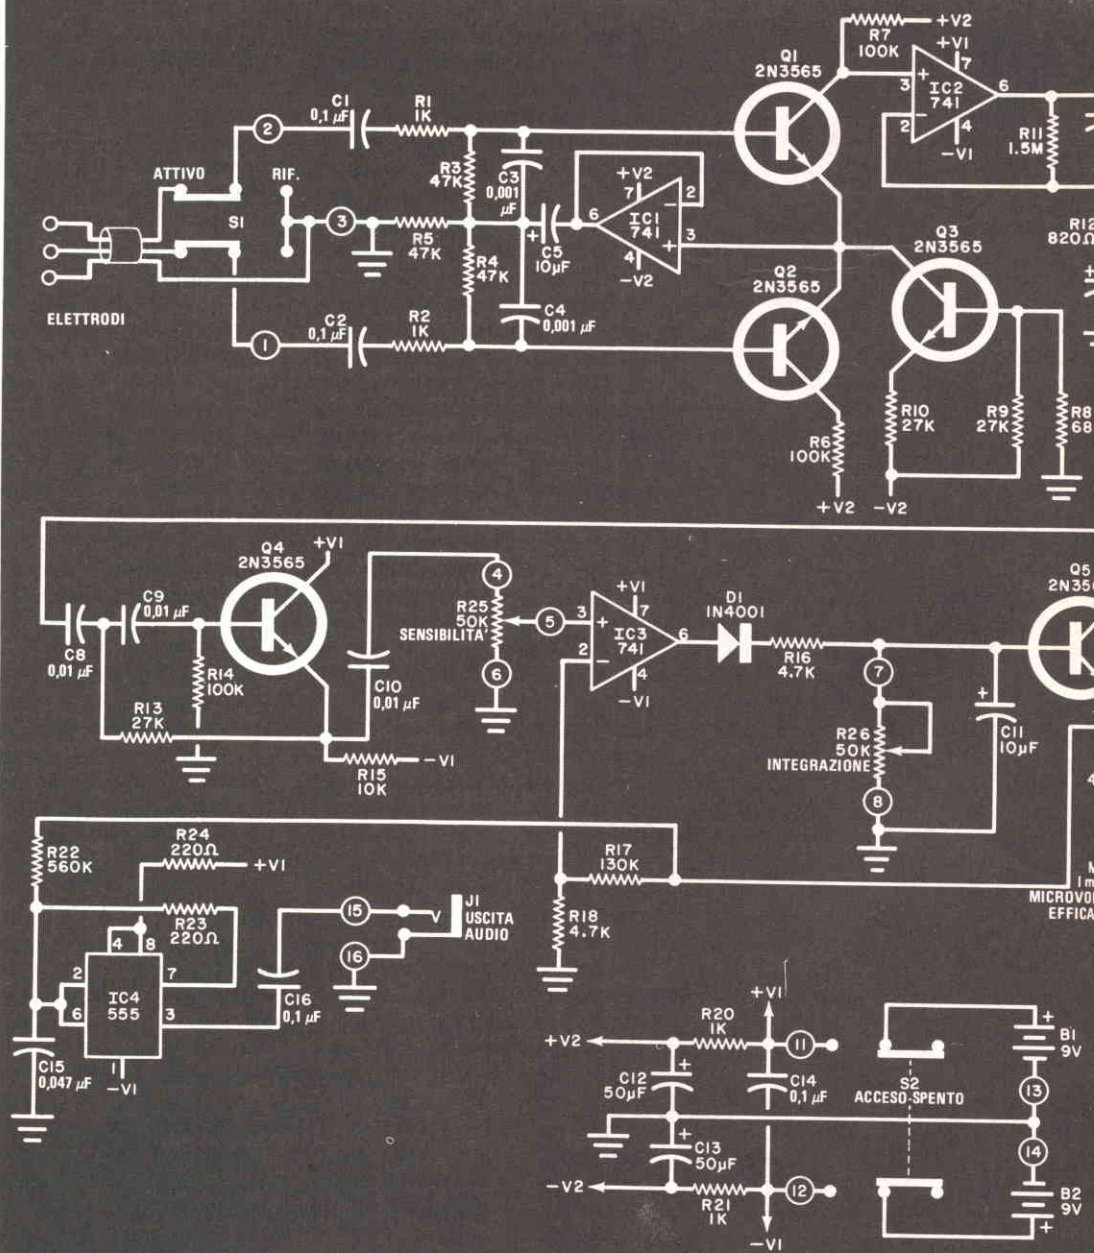 R7
100K
+V2
+V1
7
Q1
2N3565
3
+
IC2
741
6
2
−
4
−V1
R11
1.5M
C1
0,1 µF
R1
1K
2
ATTIVO
RIF.
S1
3
R3
47K
C3
0,001
µF
+V2
7
2
−
6
IC1
741
3
+
4
−V2
+
C5
10µF
R5
47K
R4
47K
C4
0,001 µF
Q2
2N3565
Q3
2N3565
R12
820Ω
+
ELETTRODI
C2
0,1 µF
R2
1K
1
R10
27K
R9
27K
R8
68
R6
100K
+V2
−V2
Q4
2N3565
+V1
C9
0,01 µF
C8
0,01 µF
R14
100K
R13
27K
R15
10K
−V1
C10
0,01 µF
4
R25
50K
SENSIBILITA'
5
6
+V1
7
3
+
IC3
741
6
2
−
4
−V1
D1
1N4001
R16
4.7K
7
R26
50K
INTEGRAZIONE
8
+
C11
10µF
Q5
2N356
4
R22
560K
R24
220Ω
+V1
R23
220Ω
4
8
2
7
IC4
555
6
3
1
−V1
C15
0,047 µF
C16
0,1 µF
15
16
J1
USCITA
AUDIO
R17
130K
R18
4.7K
M
1 m
MICROVO
EFFICA
+V1
R20
1K
+V2
11
+
C12
50µF
C14
0,1 µF
+
C13
50µF
−V2
R21
1K
12
−V1
S2
ACCESO-SPENTO
+
B1
9V
13
14
B2
9V
+